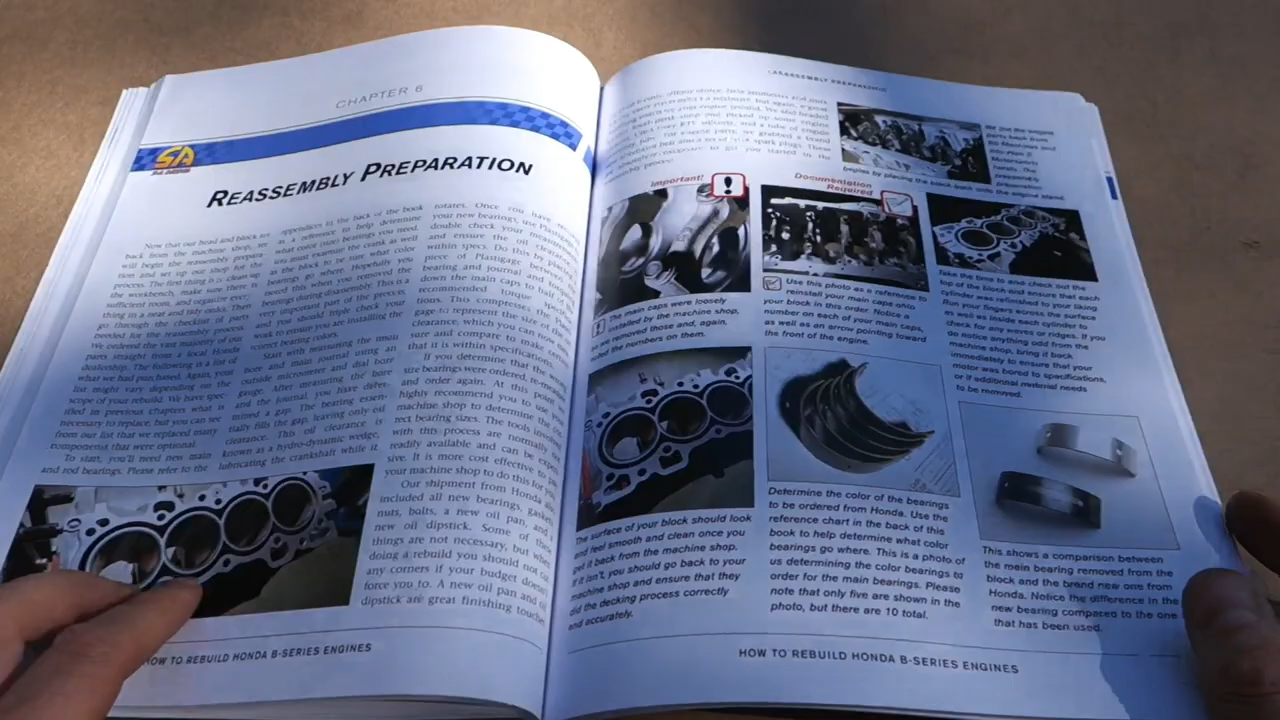 CHAPTER 6
SA
REASSEMBLY PREPARATION
Now that our head and block are
back from the machine shop, we
will begin the assembly prepara
tion and set up our shop for the
process. The first thing is to clean up
the workbench, make sure there is
sufficient room, and organize every
thing in a neat and tidy order. Then
go through the checklist of parts
needed for the reassembly process.
We ordered the vast majority of our
parts straight from a local Honda
dealership. The following is a list of
what we had purchased. Again, your
list might vary depending on the
scope of your rebuild. We have spec-
ified in previous chapters what is
necessary to replace, but you can see
from our list that we replaced many
components that were optional.
To start, you'll need new main
and rod bearings. Please refer to the
appendix in the back of the book
as a reference to help determine
what color (size) bearings you need.
You must examine the crank as well
as the block to be sure what color
bearings go where. Hopefully you
noted this when you removed the
bearings during disassembly. This is a
very important part of the process,
and you should triple check your
work to ensure you are installing the
correct bearing colors.
Start with measuring the main
bore and main journal using an
outside micrometer and dial bore
gauge. After measuring the bore
and the journal, you have deter-
mined a gap. The bearing essen-
tially fills the gap, leaving only oil
clearance. This oil clearance is
known as a hydro-dynamic wedge,
lubricating the crankshaft while it
rotates. Once you have
your new bearings, use Plastigage
double check your measurements
and ensure the oil clearance
within specs. Do this by placing
piece of Plastigage between the
bearing and journal and
down the main caps to half of
recommended torque
tions. This compresses the
gage to represent the size of the
clearance, which you can now
sure and compare to make certain
that it is within specifications.
If you determine that the
size bearings were ordered,
and order again. At this point
highly recommend you to use your
machine shop to determine the
rect bearing sizes. The tools involved
with this process are normally not
readily available and can be expen
sive. It is more cost effective to
your machine shop to do this for
Our shipment from Honda also
included all new bearings, gaskets
nuts, bolts, a new oil pan, and
new oil dipstick. Some of these
things are not necessary, but when
doing a rebuild you should not cut
any corners if your budget doesn't
force you to. A new oil pan and oil
dipstick are great finishing touches
HOW TO REBUILD HONDA B-SERIES ENGINES
REASSEMBLY PREPARATION
We got the engine
parts back from
Motorsports
preparation
begins by placing the block back onto the engine stand.
Important!
The main caps were loosely
installed by the machine shop,
we removed those and, again,
noted the numbers on them.
Documentation
Required
Use this photo as a reference to
reinstall your main caps onto
your block in this order. Notice a
number on each of your main caps,
as well as an arrow pointing toward
the front of the engine.
Take the time to also check out the
top of the block and ensure that each
cylinder was refinished to your liking
Run your fingers across the surface
as well as inside each cylinder to
check for any waves or ridges. If you
do notice anything odd from the
machine shop, bring it back
immediately to ensure that your
motor was bored to specifications,
or if additional material needs
to be removed.
The surface of your block should look
and feel smooth and clean once you
get it back from the machine shop.
If it isn't, you should go back to your
machine shop and ensure that they
did the decking process correctly
and accurately.
Determine the color of the bearings
to be ordered from Honda. Use the
reference chart in the back of this
book to help determine what color
bearings go where. This is a photo of
us determining the color bearings to
order for the main bearings. Please
note that only five are shown in the
photo, but there are 10 total.
This shows a comparison between
the main bearing removed from the
block and the brand new one from
Honda. Notice the difference in the
new bearing compared to the one
that has been used.
HOW TO REBUILD HONDA B-SERIES ENGINES